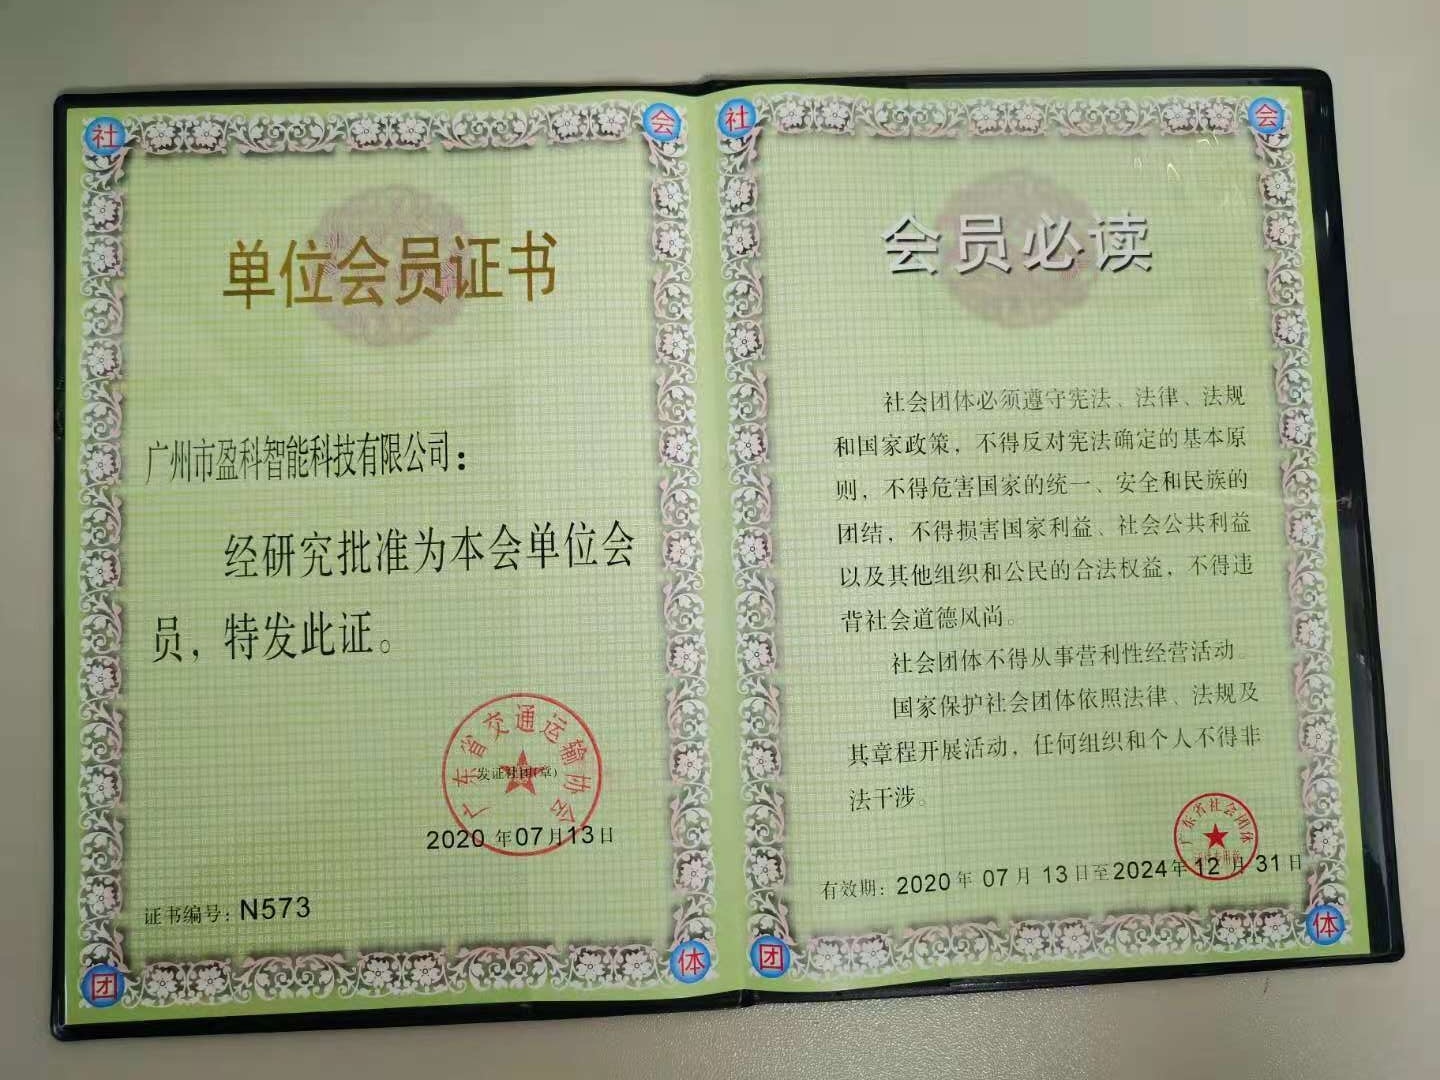 社
会
单位会员证书
广州市盈科智能科技有限公司：
经研究批准为本会单位会
员，特发此证。
广东省交通运输协会
发证社团(章)
2020年07月13日
证书编号：N573
团
体
社
会
会员必读
社会团体必须遵守宪法、法律、法规
和国家政策，不得反对宪法确定的基本原
则，不得危害国家的统一、安全和民族的
团结，不得损害国家利益、社会公共利益
以及其他组织和公民的合法权益，不得违
背社会道德风尚。
社会团体不得从事营利性经营活动。
国家保护社会团体依照法律、法规及
其章程开展活动，任何组织和个人不得非
法干涉。
广东省社会团体
有效期：2020年07月13日至2024年12月31日
团
体